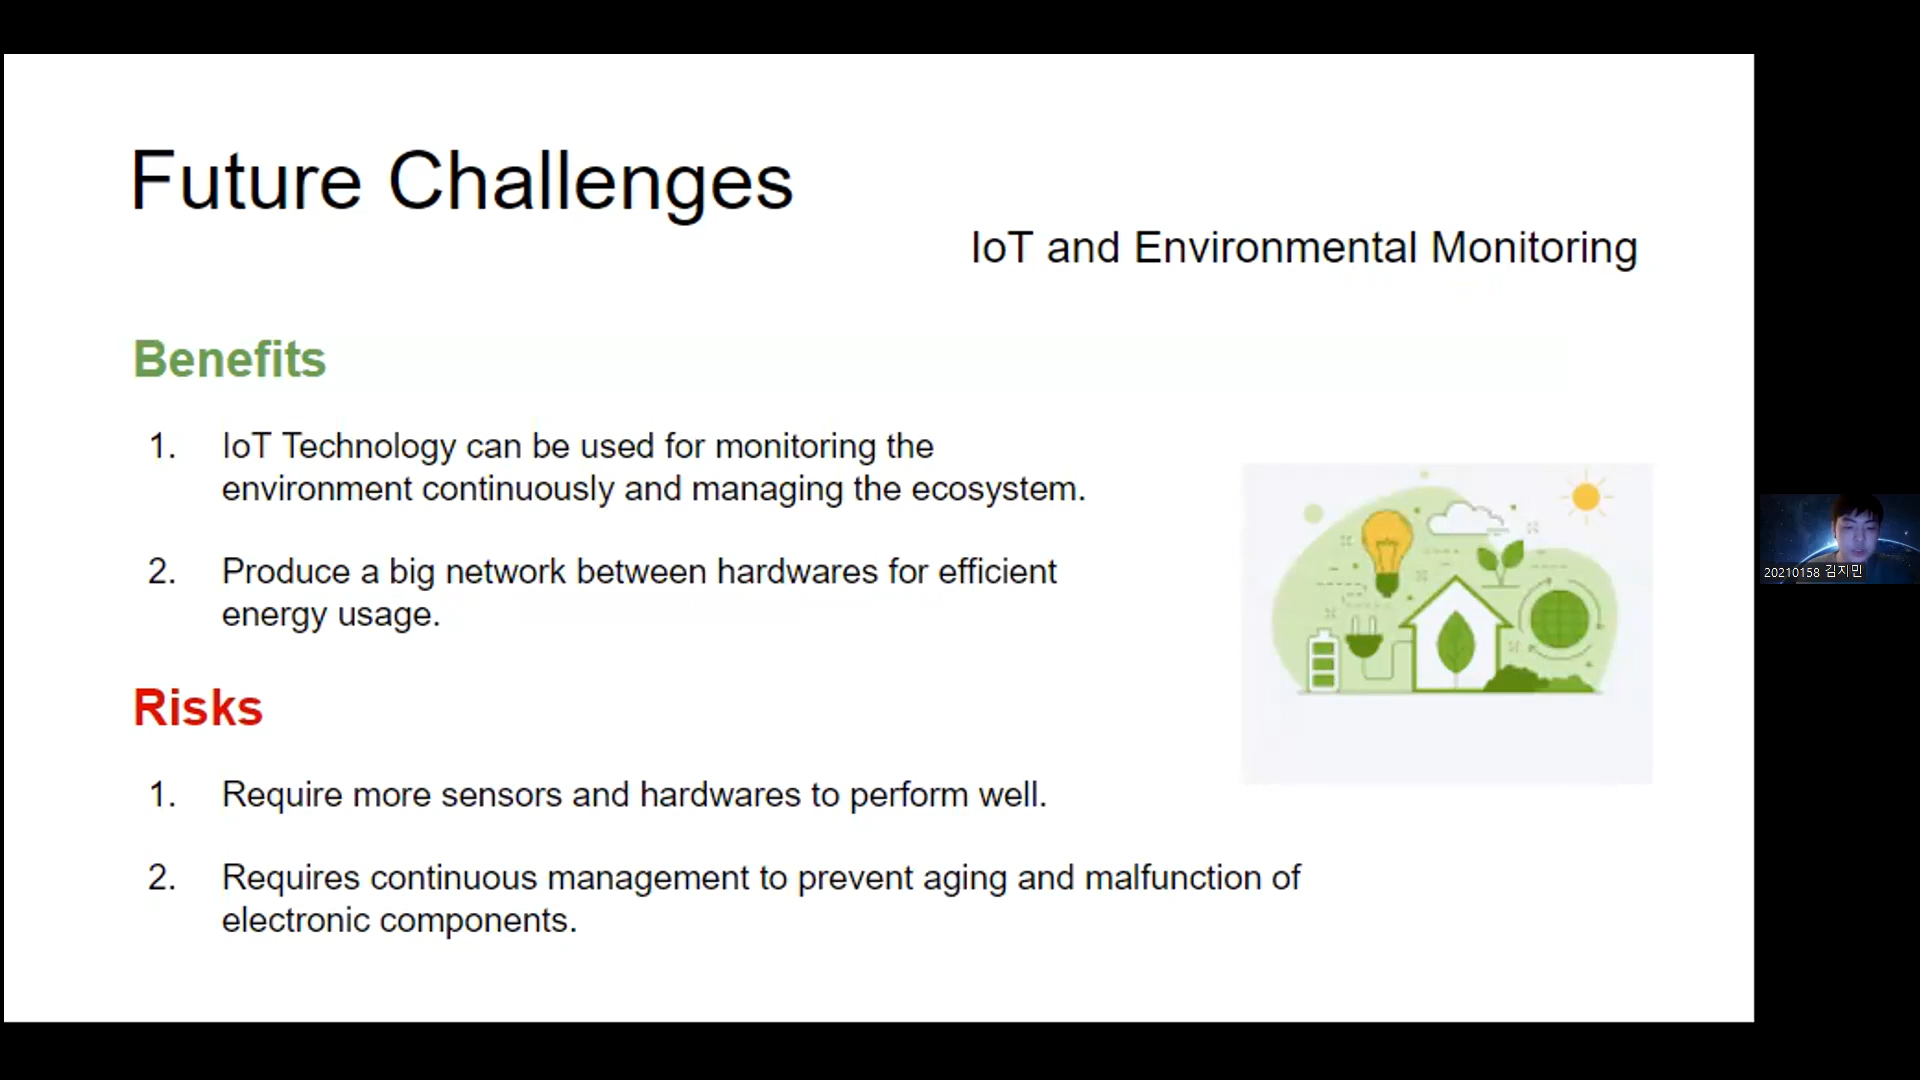 Future Challenges
IoT and Environmental Monitoring
Benefits
1. IoT Technology can be used for monitoring the
environment continuously and managing the ecosystem.
2. Produce a big network between hardwares for efficient
energy usage.
Risks
1. Require more sensors and hardwares to perform well.
2. Requires continuous management to prevent aging and malfunction of
electronic components.
20210158 김지민